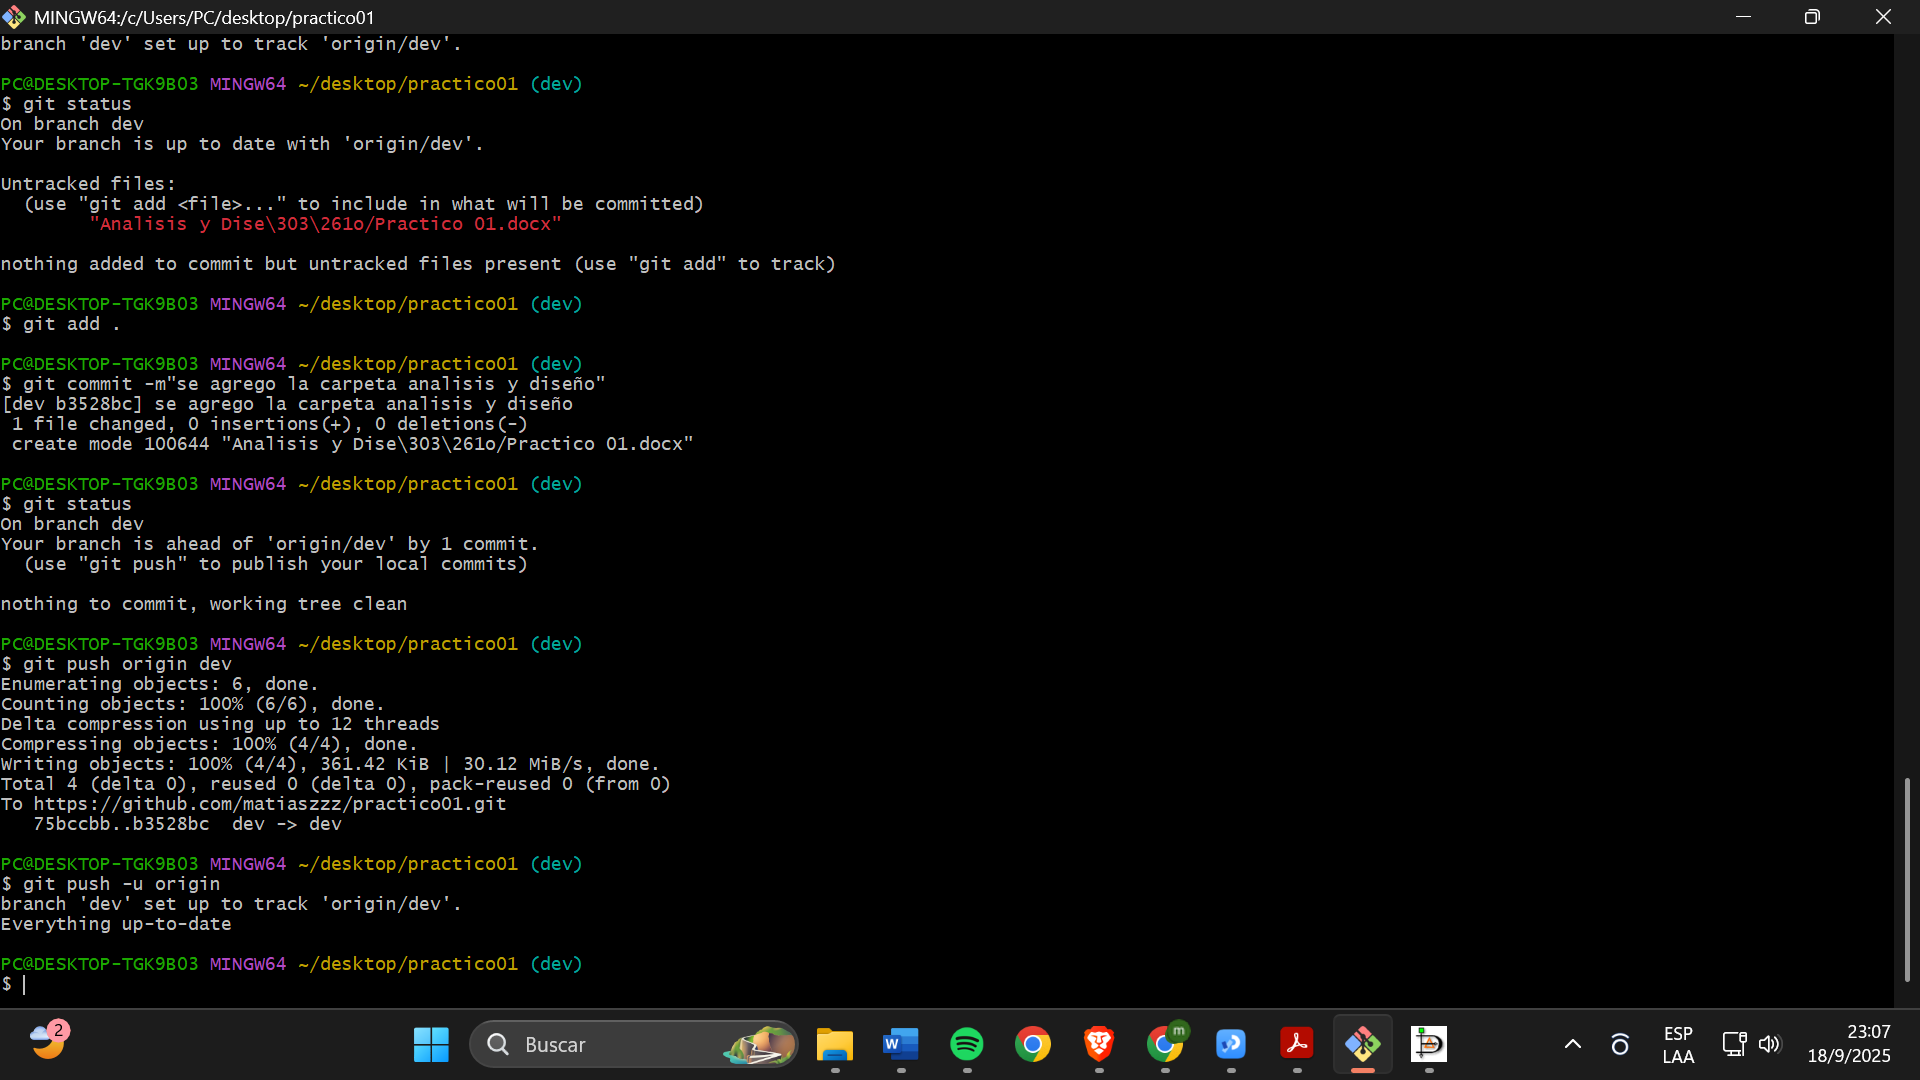 MINGW64:/c/Users/PC/desktop/practico01
branch 'dev' set up to track 'origin/dev'.
PC@DESKTOP-TGK9B03 MINGW64 ~/desktop/practico01 (dev)
$ git status
On branch dev
Your branch is up to date with 'origin/dev'.
Untracked files:
  (use "git add <file>..." to include in what will be committed)
        "Analisis y Dise\303\261o/Practico 01.docx"
nothing added to commit but untracked files present (use "git add" to track)
PC@DESKTOP-TGK9B03 MINGW64 ~/desktop/practico01 (dev)
$ git add .
PC@DESKTOP-TGK9B03 MINGW64 ~/desktop/practico01 (dev)
$ git commit -m"se agrego la carpeta analisis y diseño"
[dev b3528bc] se agrego la carpeta analisis y diseño
 1 file changed, 0 insertions(+), 0 deletions(-)
 create mode 100644 "Analisis y Dise\303\261o/Practico 01.docx"
PC@DESKTOP-TGK9B03 MINGW64 ~/desktop/practico01 (dev)
$ git status
On branch dev
Your branch is ahead of 'origin/dev' by 1 commit.
  (use "git push" to publish your local commits)
nothing to commit, working tree clean
PC@DESKTOP-TGK9B03 MINGW64 ~/desktop/practico01 (dev)
$ git push origin dev
Enumerating objects: 6, done.
Counting objects: 100% (6/6), done.
Delta compression using up to 12 threads
Compressing objects: 100% (4/4), done.
Writing objects: 100% (4/4), 361.42 KiB | 30.12 MiB/s, done.
Total 4 (delta 0), reused 0 (delta 0), pack-reused 0 (from 0)
To https://github.com/matiaszzz/practico01.git
   75bccbb..b3528bc  dev -> dev
PC@DESKTOP-TGK9B03 MINGW64 ~/desktop/practico01 (dev)
$ git push -u origin
branch 'dev' set up to track 'origin/dev'.
Everything up-to-date
PC@DESKTOP-TGK9B03 MINGW64 ~/desktop/practico01 (dev)
$
2
Buscar
W
m
ESP
LAA
23:07
18/9/2025